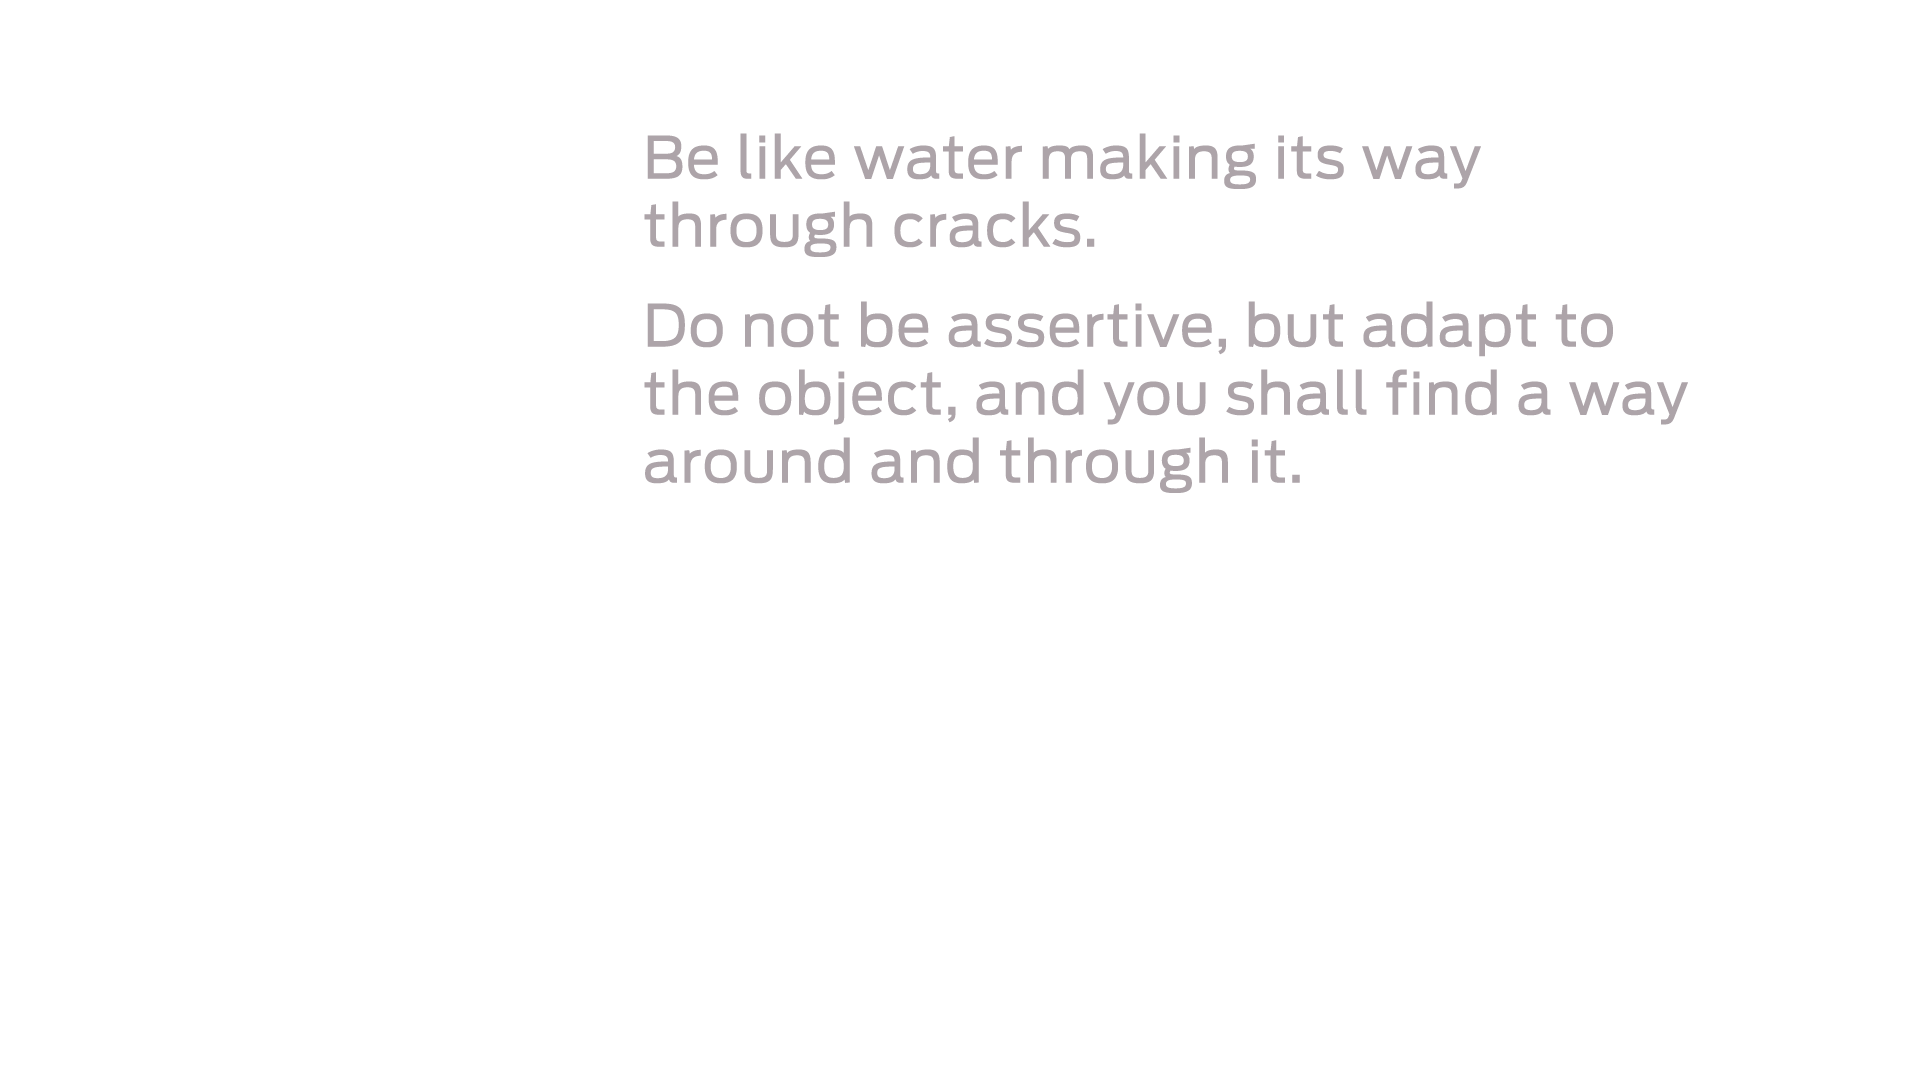 Be like water making its way
through cracks.
Do not be assertive, but adapt to
the object, and you shall find a way
around and through it.